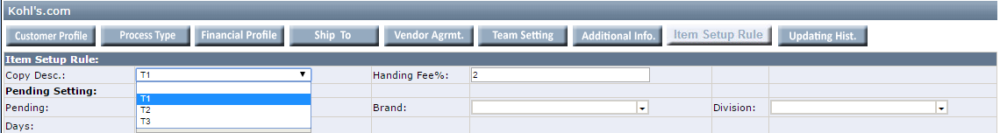 Kohl's.com
Customer Profile Process Type Financial Profile Ship To Vendor Agrmt. Team Setting Additional Info. Item Setup Rule Updating Hist.
Item Setup Rule:
Copy Desc.: T1 Handing Fee%: 2
Pending Setting:
T1
Pending: T2 Brand: Division:
T3
Days: